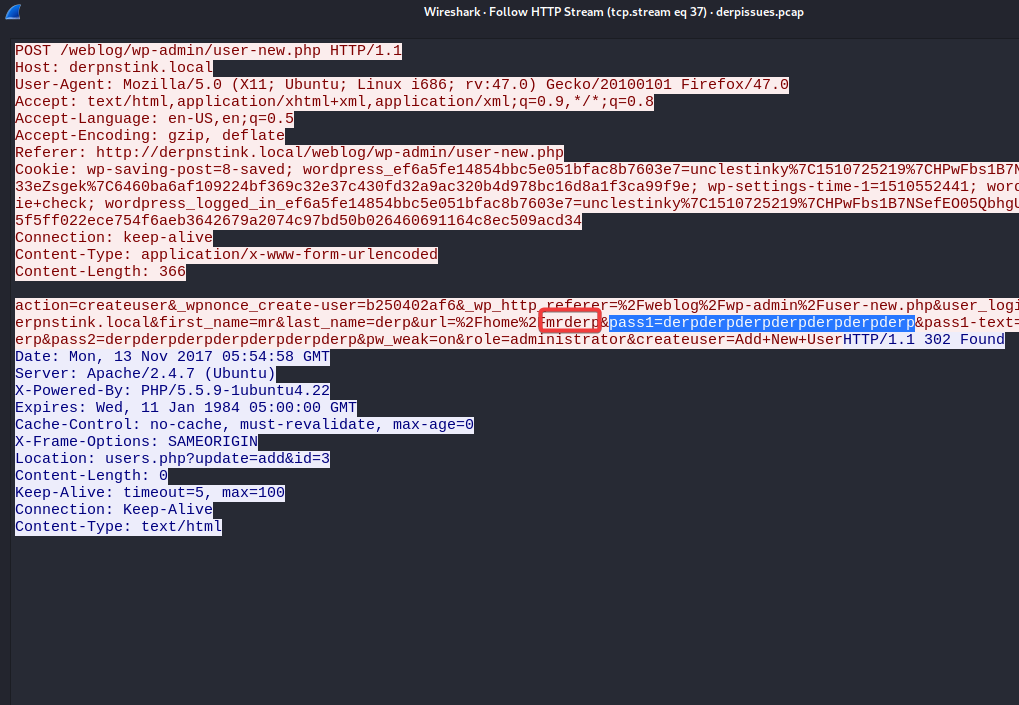 Wireshark · Follow HTTP Stream (tcp.stream eq 37) · derpissues.pcap
POST /weblog/wp-admin/user-new.php HTTP/1.1
Host: derpnstink.local
User-Agent: Mozilla/5.0 (X11; Ubuntu; Linux i686; rv:47.0) Gecko/20100101 Firefox/47.0
Accept: text/html,application/xhtml+xml,application/xml;q=0.9,*/*;q=0.8
Accept-Language: en-US,en;q=0.5
Accept-Encoding: gzip, deflate
Referer: http://derpnstink.local/weblog/wp-admin/user-new.php
Cookie: wp-saving-post=8-saved; wordpress_ef6a5fe14854bbc5e051bfac8b7603e7=unclestinky%7C1510725219%7CHPwFbs1B7N
33eZsgek%7C6460ba6af109224bf369c32e37c430fd32a9ac320b4d978bc16d8a1f3ca99f9e; wp-settings-time-1=1510552441; word
ie+check; wordpress_logged_in_ef6a5fe14854bbc5e051bfac8b7603e7=unclestinky%7C1510725219%7CHPwFbs1B7NSefEO05QbhgU
5f5ff022ece754f6aeb3642679a2074c97bd50b026460691164c8ec509acd34
Connection: keep-alive
Content-Type: application/x-www-form-urlencoded
Content-Length: 366
action=createuser&_wpnonce_create-user=b250402af6&_wp_http_referer=%2Fweblog%2Fwp-admin%2Fuser-new.php&user_logi
erpnstink.local&first_name=mr&last_name=derp&url=%2Fhome%2Fmrderp&pass1=derpderpderpderpderpderpderp&pass1-text=
erp&pass2=derpderpderpderpderpderpderp&pw_weak=on&role=administrator&createuser=Add+New+UserHTTP/1.1 302 Found
Date: Mon, 13 Nov 2017 05:54:58 GMT
Server: Apache/2.4.7 (Ubuntu)
X-Powered-By: PHP/5.5.9-1ubuntu4.22
Expires: Wed, 11 Jan 1984 05:00:00 GMT
Cache-Control: no-cache, must-revalidate, max-age=0
X-Frame-Options: SAMEORIGIN
Location: users.php?update=add&id=3
Content-Length: 0
Keep-Alive: timeout=5, max=100
Connection: Keep-Alive
Content-Type: text/html